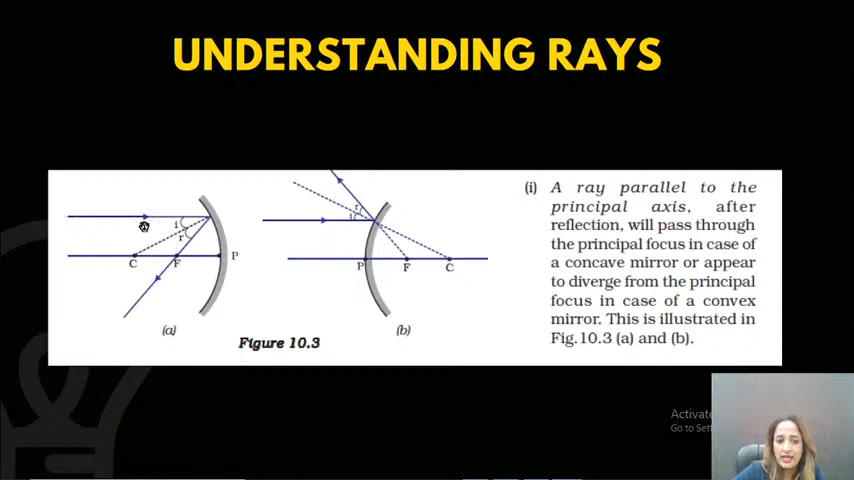 UNDERSTANDING RAYS
i
r
C
F
P
(a)
r
i
P
F
C
(b)
Figure 10.3
(i) A ray parallel to the
principal axis, after
reflection, will pass through
the principal focus in case of
a concave mirror or appear
to diverge from the principal
focus in case of a convex
mirror. This is illustrated in
Fig.10.3 (a) and (b).
Activate
Go to Sett